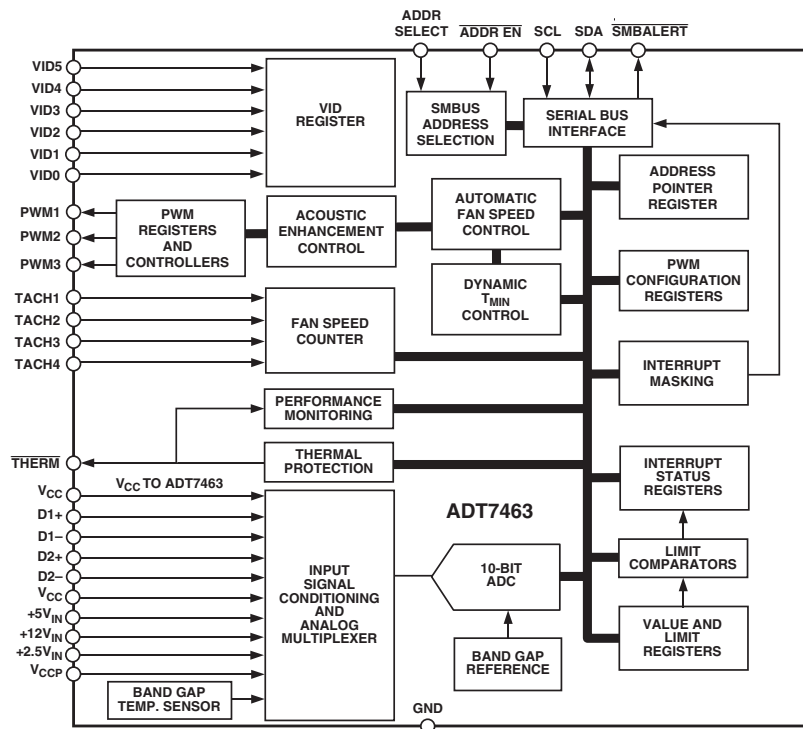 ADDR
SELECT
ADDR EN
SCL
SDA
SMBALERT
VID5
VID4
VID3
VID2
VID1
VID0
VID
REGISTER
SMBUS
ADDRESS
SELECTION
SERIAL BUS
INTERFACE
ADDRESS
POINTER
REGISTER
PWM1
PWM2
PWM3
PWM
REGISTERS
AND
CONTROLLERS
ACOUSTIC
ENHANCEMENT
CONTROL
AUTOMATIC
FAN SPEED
CONTROL
DYNAMIC
TMIN
CONTROL
PWM
CONFIGURATION
REGISTERS
TACH1
TACH2
TACH3
TACH4
FAN SPEED
COUNTER
INTERRUPT
MASKING
PERFORMANCE
MONITORING
THERM
THERMAL
PROTECTION
INTERRUPT
STATUS
REGISTERS
VCC
VCC TO ADT7463
D1+
D1–
D2+
D2–
VCC
+5VIN
+12VIN
+2.5VIN
VCCP
INPUT
SIGNAL
CONDITIONING
AND
ANALOG
MULTIPLEXER
ADT7463
10-BIT
ADC
LIMIT
COMPARATORS
BAND GAP
REFERENCE
VALUE AND
LIMIT
REGISTERS
BAND GAP
TEMP. SENSOR
GND